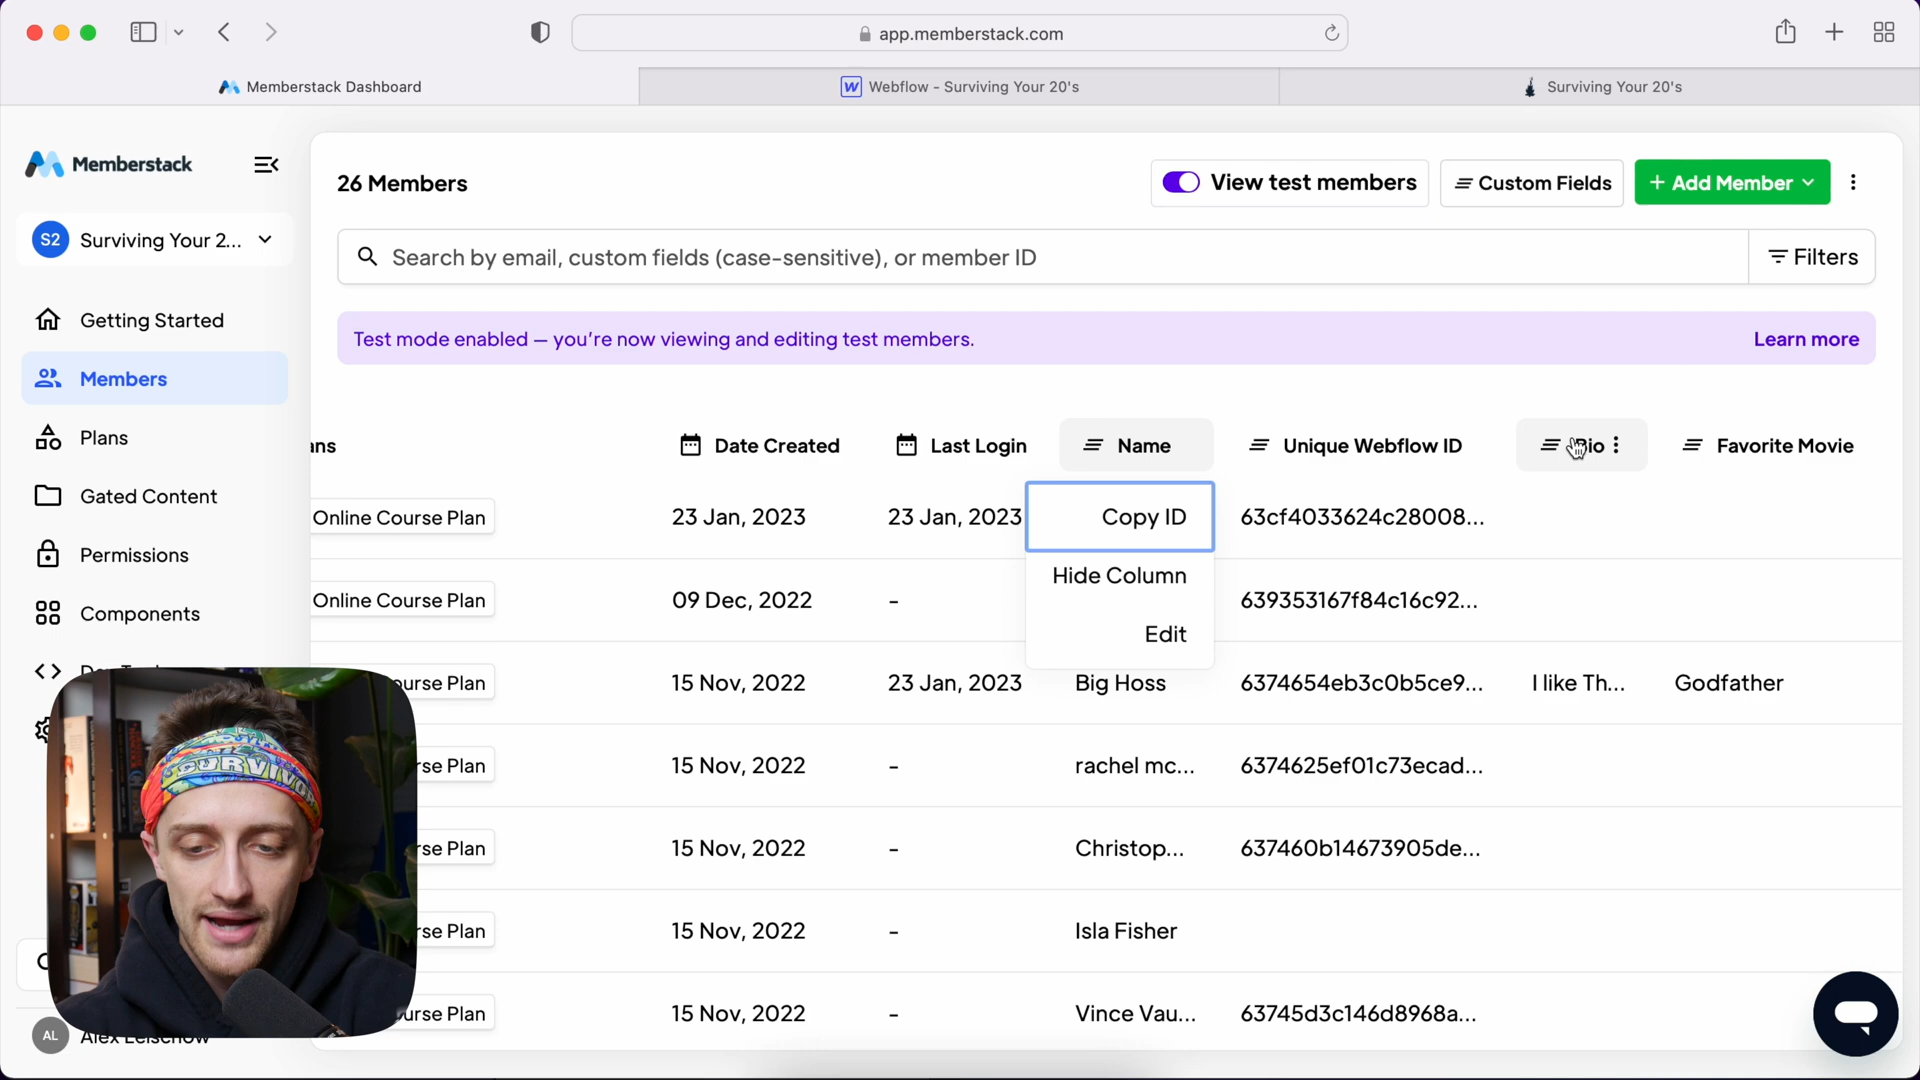 app.memberstack.com
Memberstack Dashboard
Webflow - Surviving Your 20's
Surviving Your 20's
Memberstack
26 Members
View test members
Custom Fields
+ Add Member
S2
Surviving Your 2...
Search by email, custom fields (case-sensitive), or member ID
Filters
Getting Started
Test mode enabled — you're now viewing and editing test members.
Learn more
Members
Plans
Gated Content
Permissions
Components
ans
Date Created
Last Login
Name
Unique Webflow ID
Favorite Movie
Online Course Plan
23 Jan, 2023
23 Jan, 2023
Copy ID
63cf4033624c28008...
Hide Column
Online Course Plan
09 Dec, 2022
-
639353167f84c16c92...
Edit
urse Plan
15 Nov, 2022
23 Jan, 2023
Big Hoss
6374654eb3c0b5ce9...
I like Th...
Godfather
rse Plan
15 Nov, 2022
-
rachel mc...
6374625ef01c73ecad...
SURVIVOR
rse Plan
15 Nov, 2022
-
Christop...
637460b14673905de...
rse Plan
15 Nov, 2022
-
Isla Fisher
urse Plan
15 Nov, 2022
-
Vince Vau...
63745d3c146d8968a...
AL
Alex